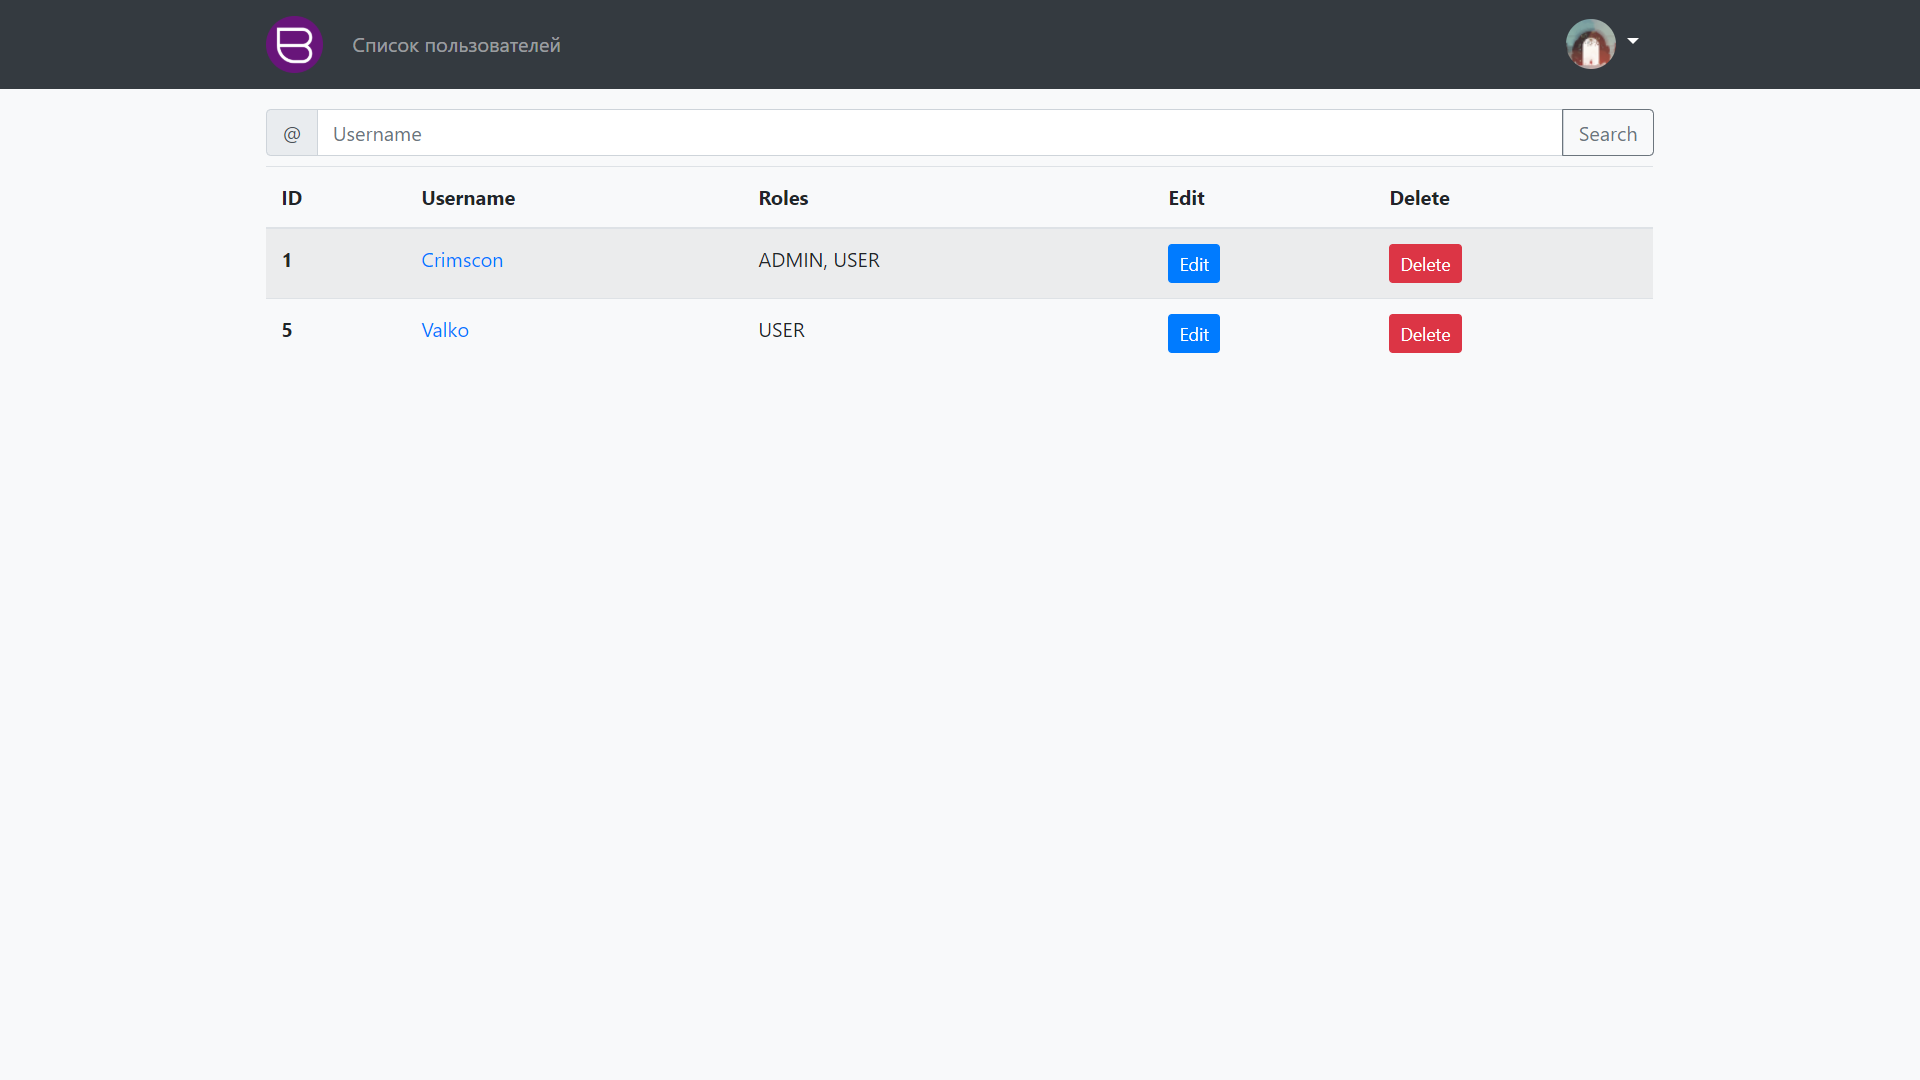 B Список пользователей
@ Username Search
ID Username Roles Edit Delete
1 Crimscon ADMIN, USER Edit Delete
5 Valko USER Edit Delete